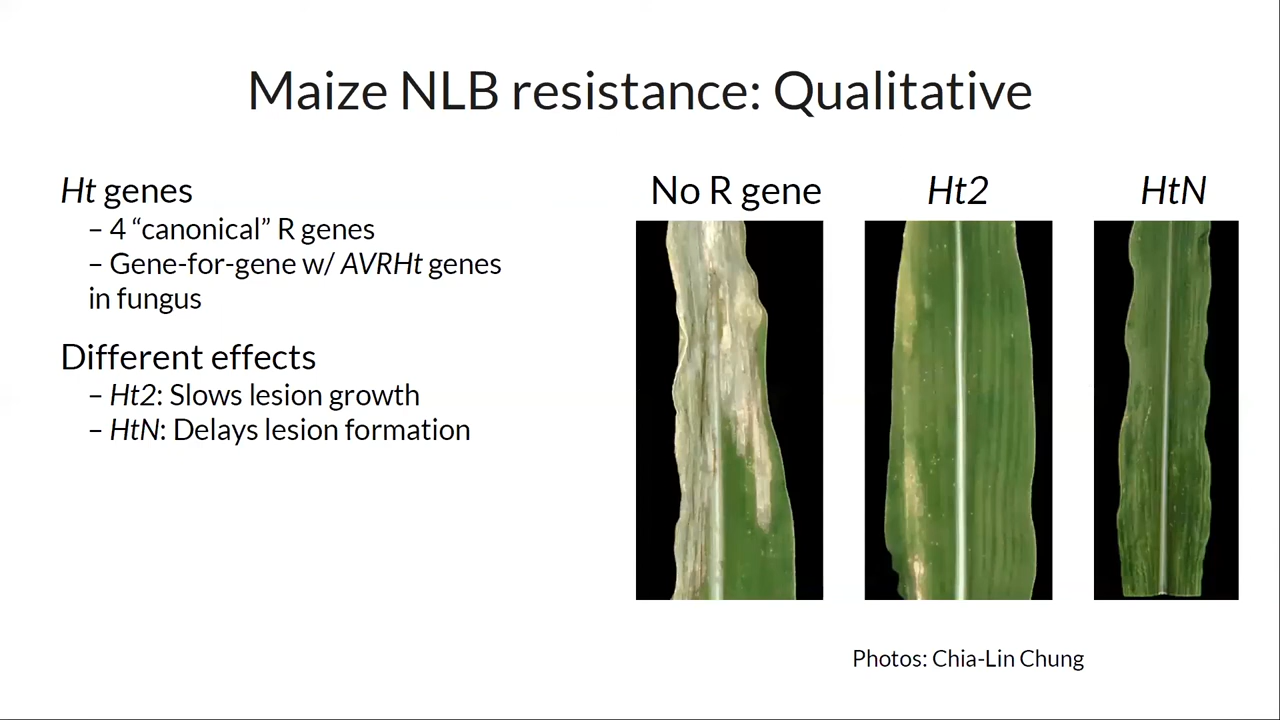 Maize NLB resistance: Qualitative
Ht genes
– 4 “canonical” R genes
– Gene-for-gene w/ AVRHt genes
in fungus
Different effects
– Ht2: Slows lesion growth
– HtN: Delays lesion formation
No R gene
Ht2
HtN
Photos: Chia-Lin Chung